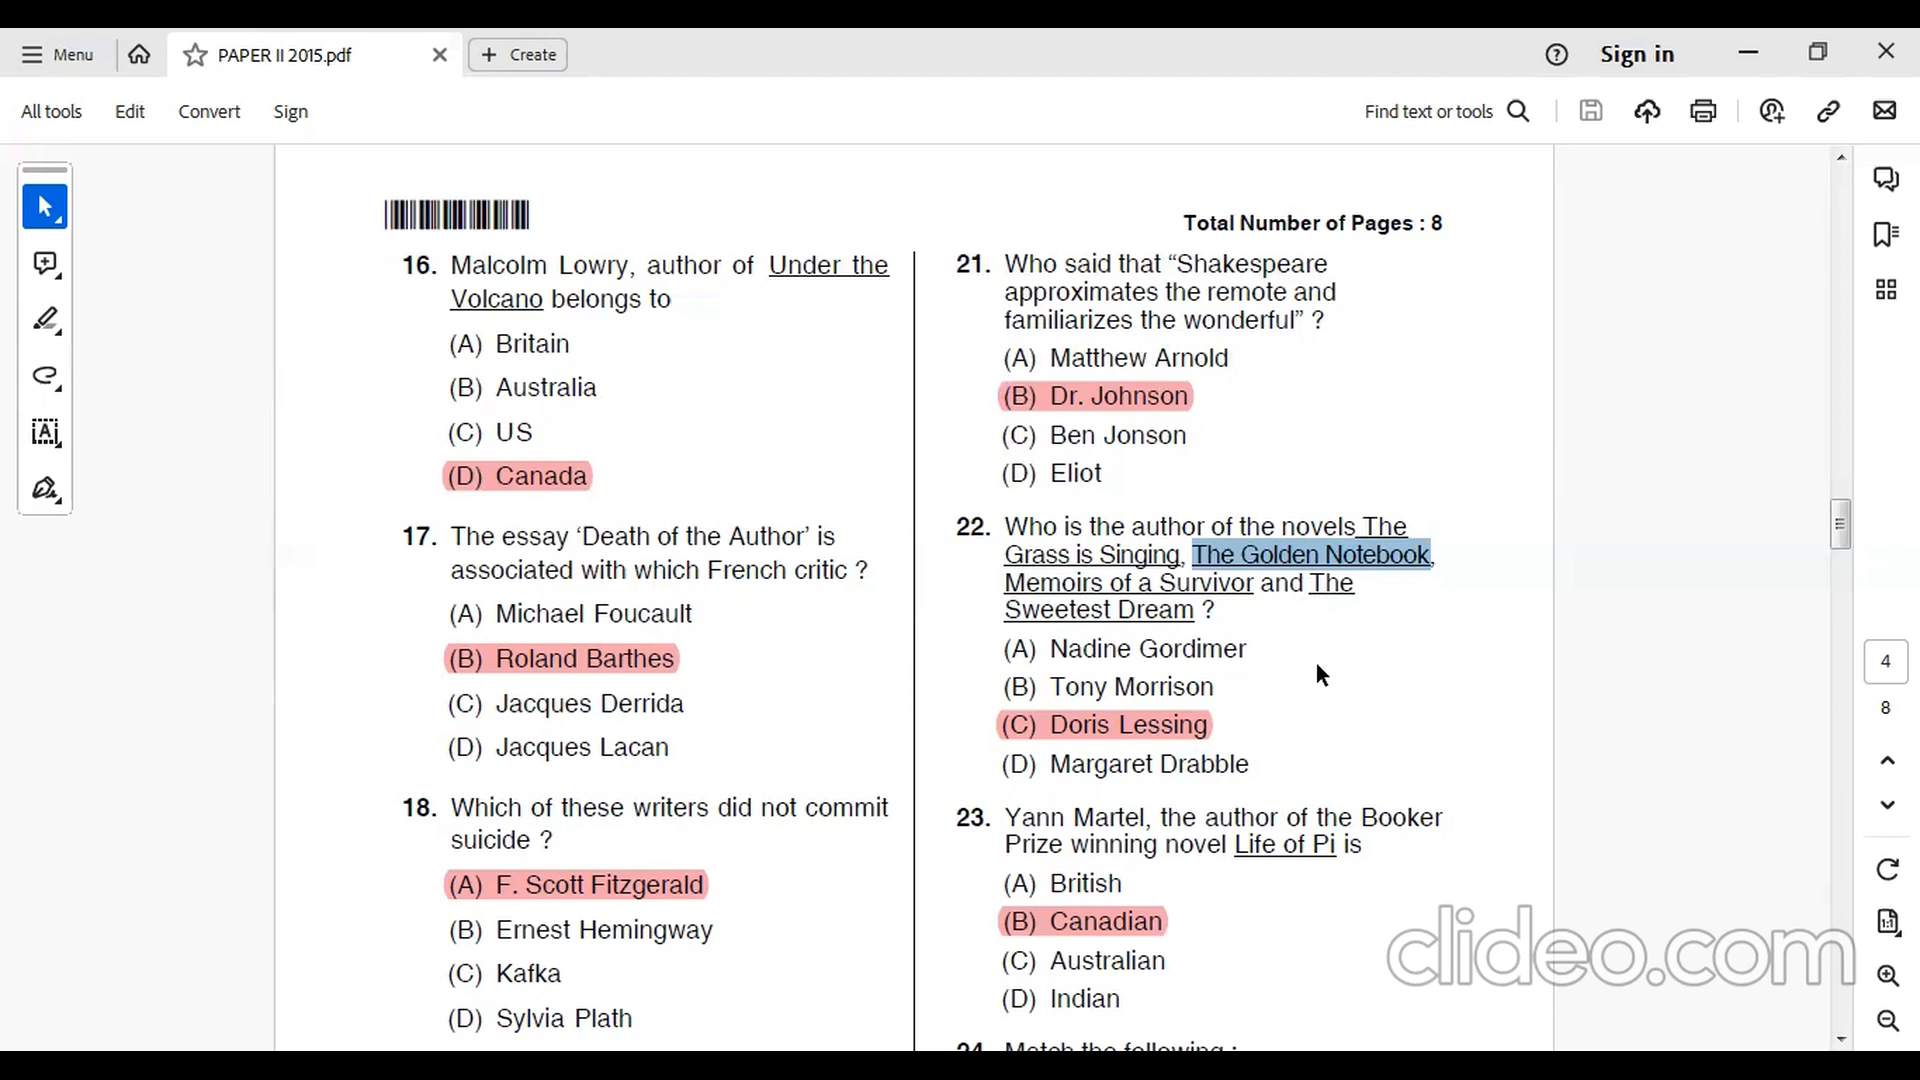 Menu
PAPER II 2015.pdf
Create
Sign in
All tools
Edit
Convert
Sign
Find text or tools
Total Number of Pages : 8
16. Malcolm Lowry, author of Under the
Volcano belongs to
(A) Britain
(B) Australia
(C) US
(D) Canada
17. The essay ‘Death of the Author’ is
associated with which French critic ?
(A) Michael Foucault
(B) Roland Barthes
(C) Jacques Derrida
(D) Jacques Lacan
18. Which of these writers did not commit
suicide ?
(A) F. Scott Fitzgerald
(B) Ernest Hemingway
(C) Kafka
(D) Sylvia Plath
21. Who said that “Shakespeare
approximates the remote and
familiarizes the wonderful” ?
(A) Matthew Arnold
(B) Dr. Johnson
(C) Ben Jonson
(D) Eliot
22. Who is the author of the novels The
Grass is Singing, The Golden Notebook,
Memoirs of a Survivor and The
Sweetest Dream ?
(A) Nadine Gordimer
(B) Tony Morrison
(C) Doris Lessing
(D) Margaret Drabble
23. Yann Martel, the author of the Booker
Prize winning novel Life of Pi is
(A) British
(B) Canadian
(C) Australian
(D) Indian
24. Match the following :
4
8
1:1
clideo.com